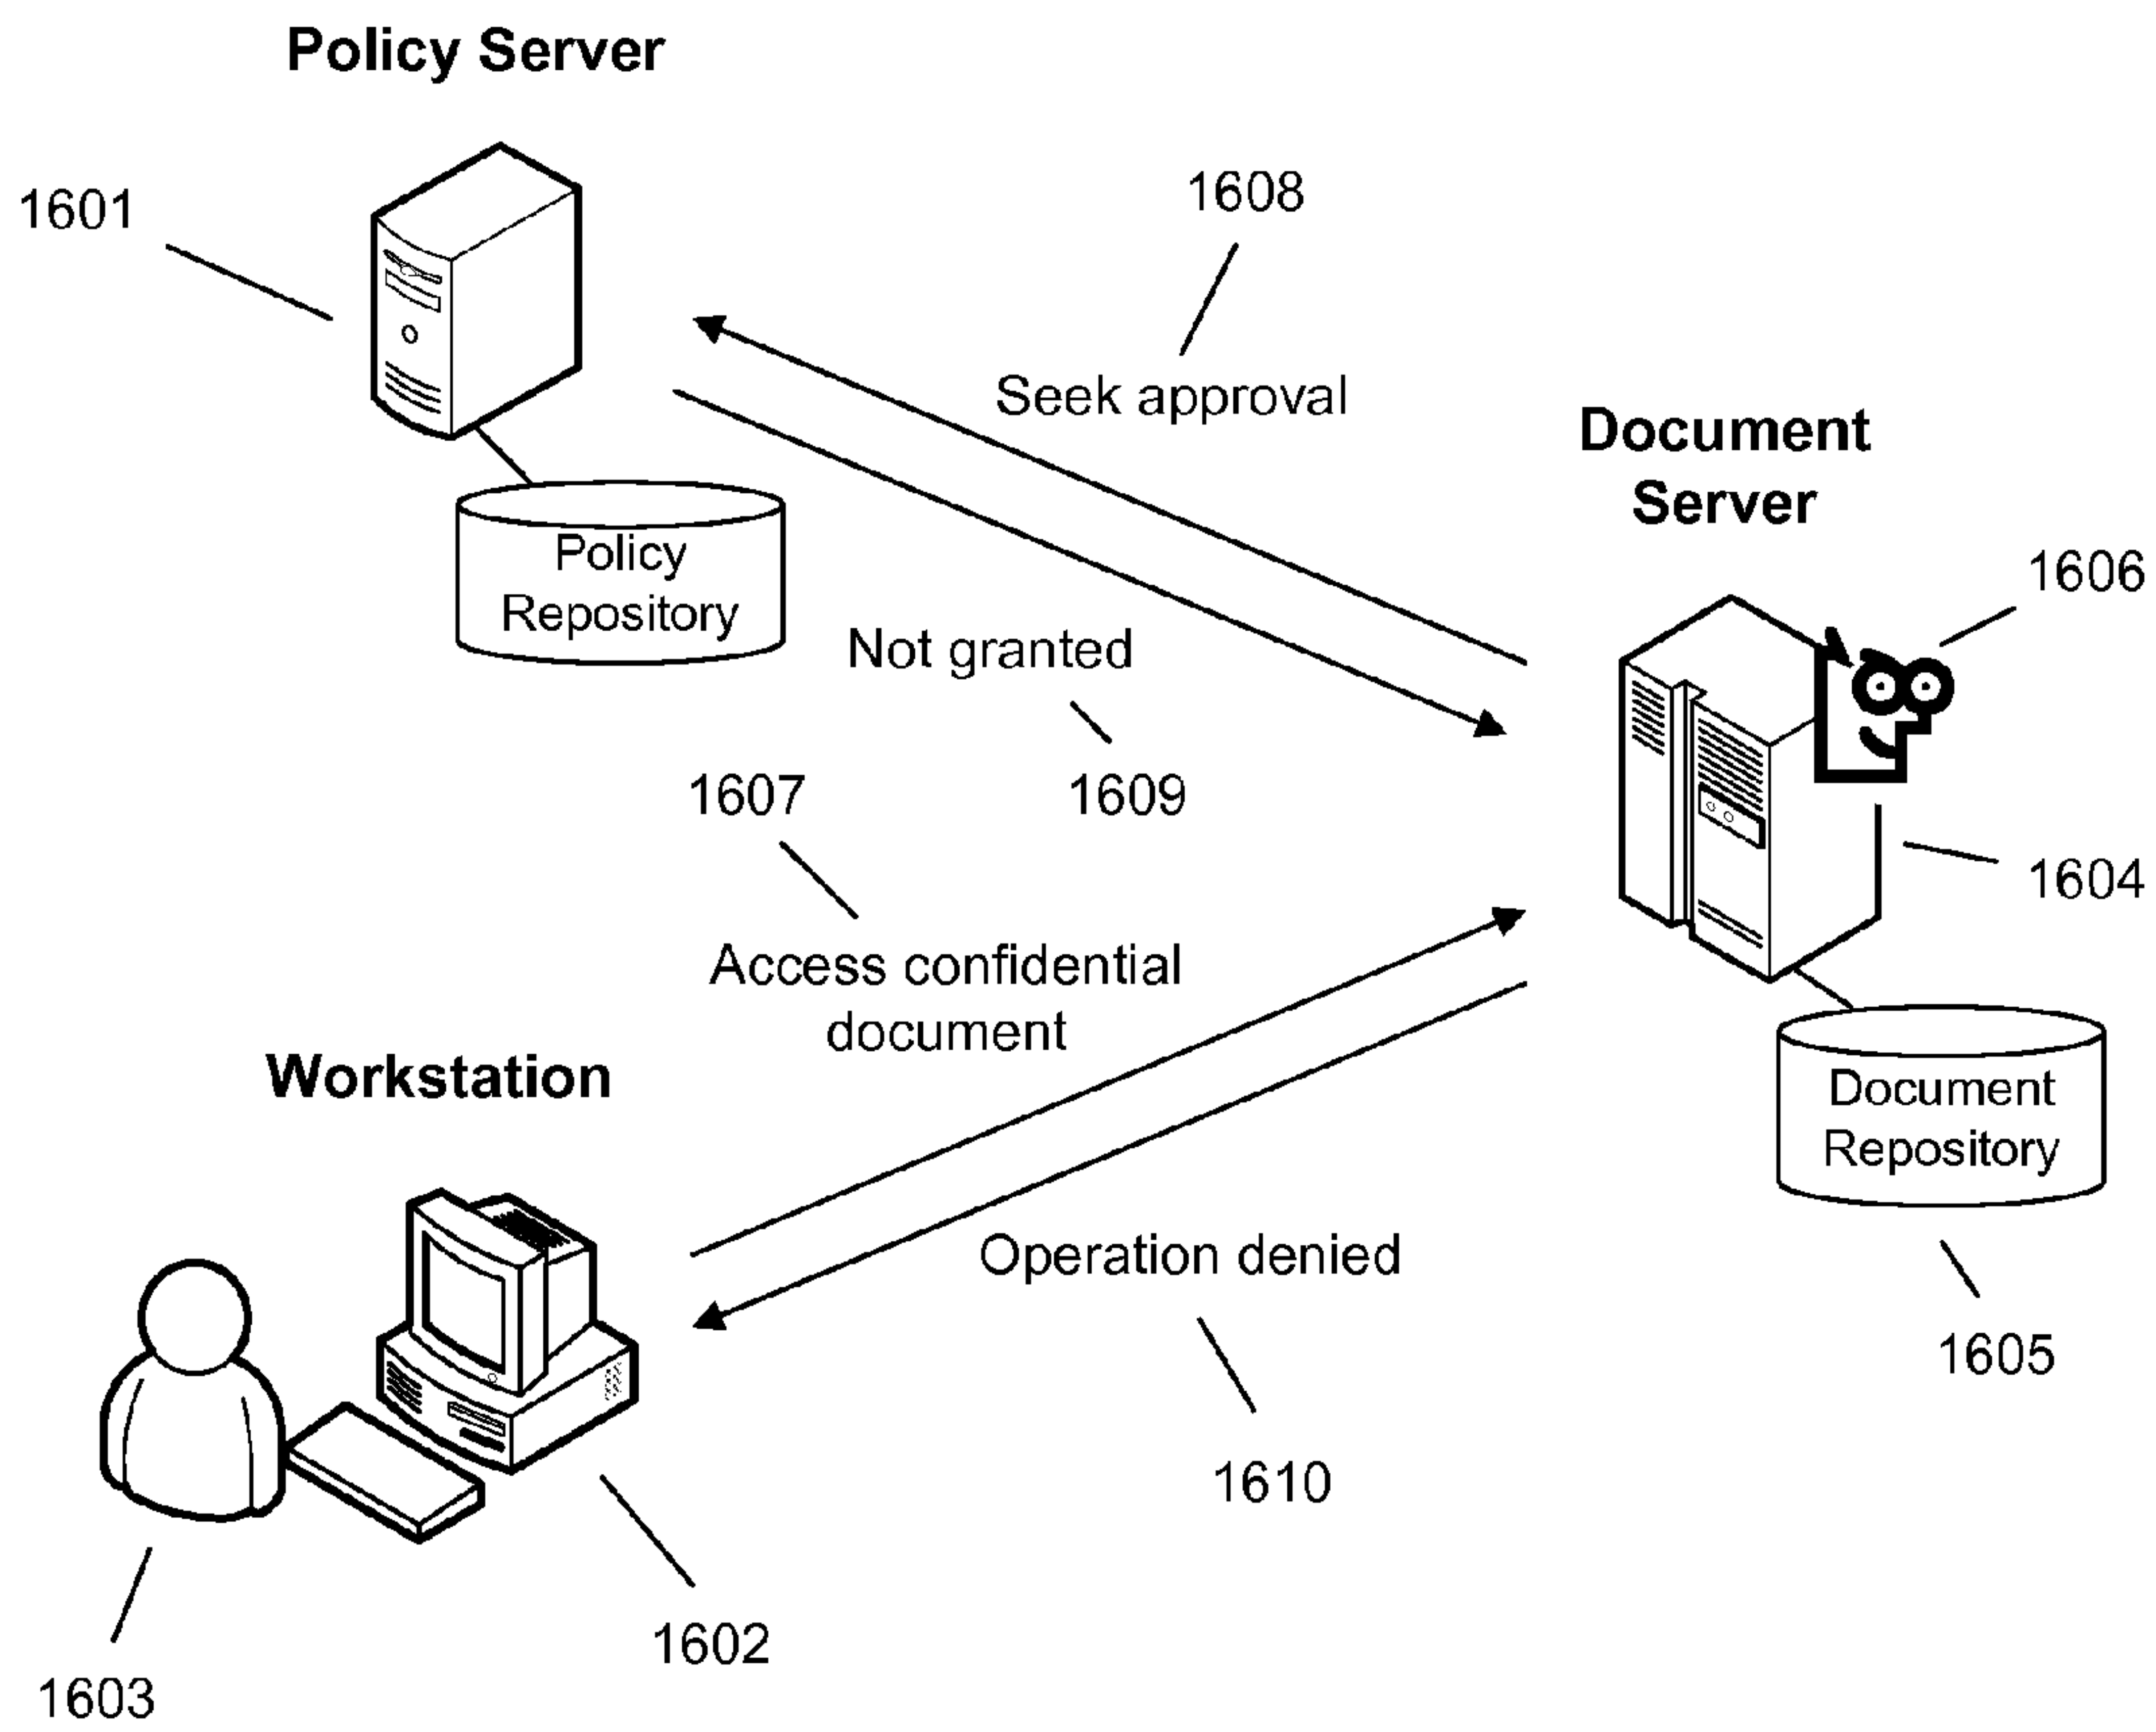 Policy Server
1601
1608
Seek approval
Document
Server
Policy
Repository
1606
Not granted
1607
1609
1604
Access confidential
document
Workstation
Document
Repository
Operation denied
1605
1610
1602
1603